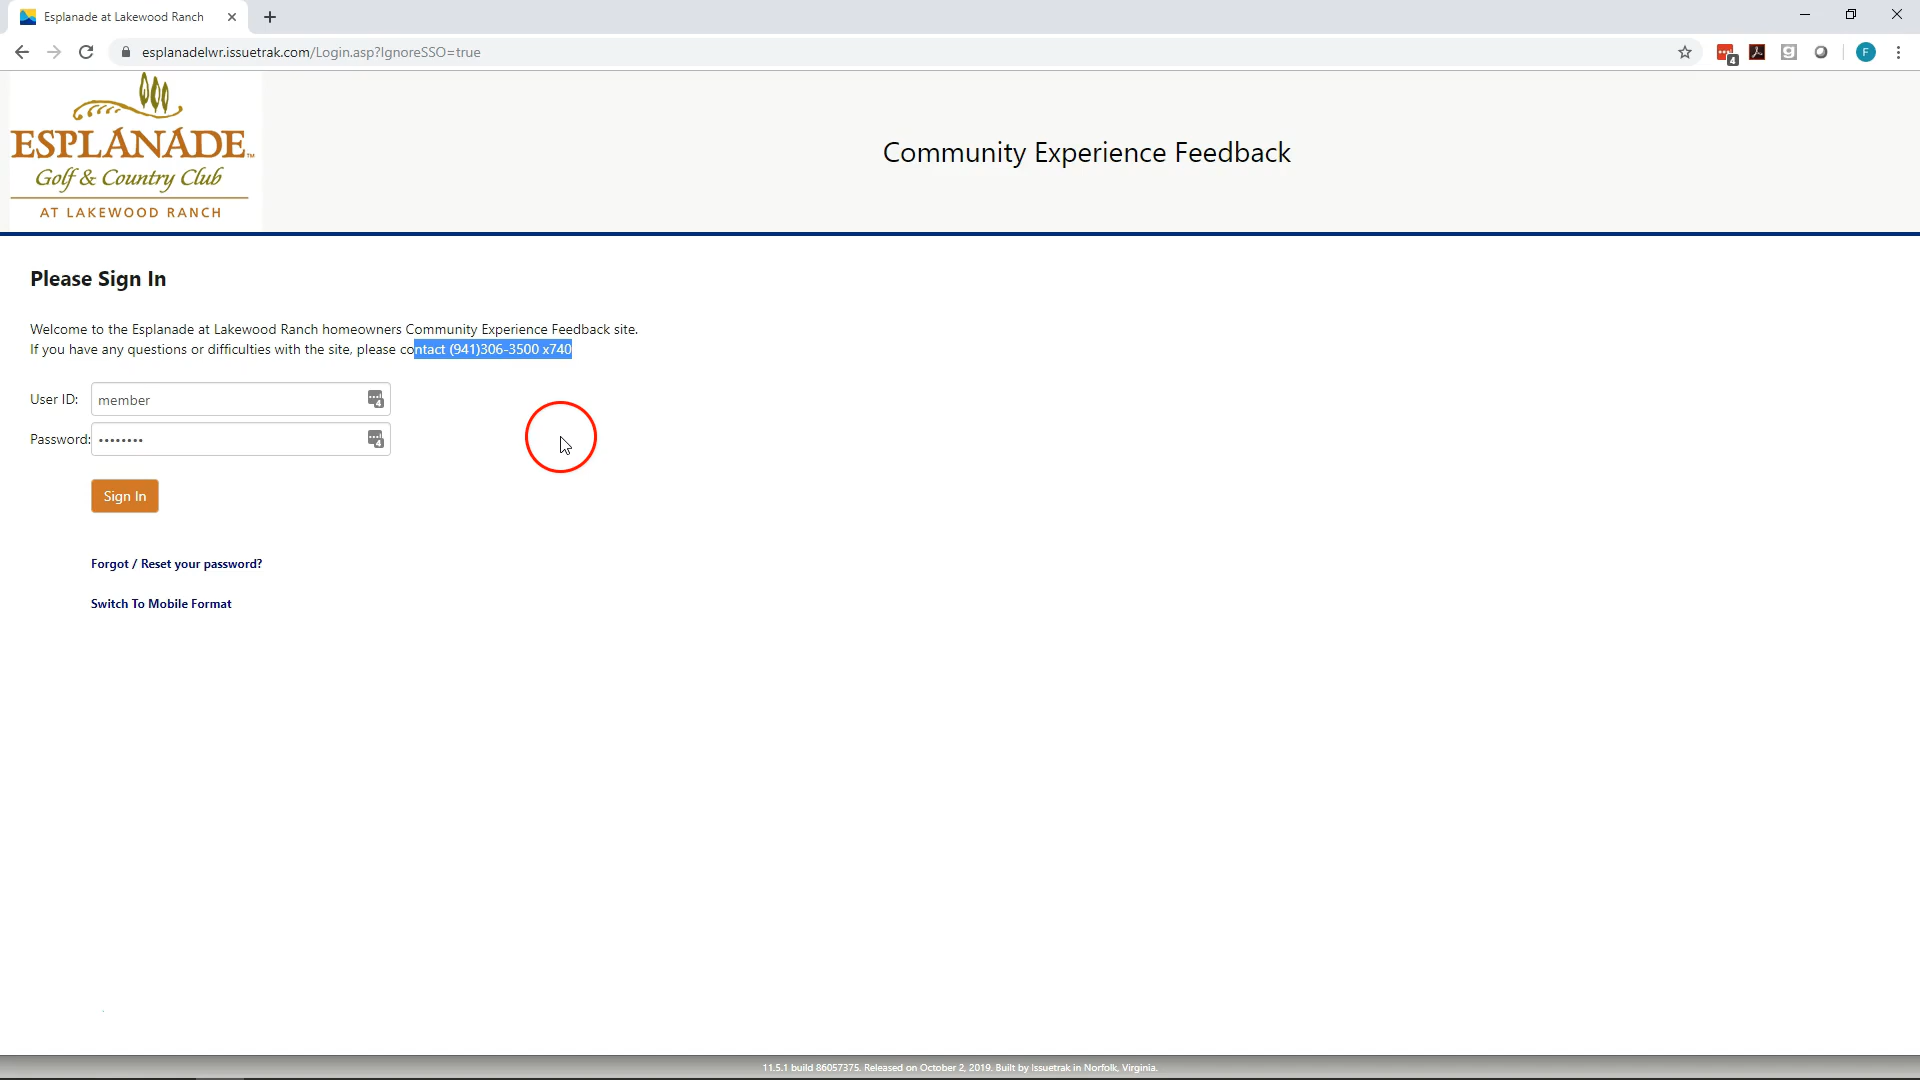 Esplanade at Lakewood Ranch
esplanadelwr.issuetrak.com/Login.asp?IgnoreSSO=true
4
F
ESPLANADE™
Golf & Country Club
AT LAKEWOOD RANCH
Community Experience Feedback
Please Sign In
Welcome to the Esplanade at Lakewood Ranch homeowners Community Experience Feedback site.
If you have any questions or difficulties with the site, please contact (941)306-3500 x740
User ID: member 4
Password: •••••••• 4
Sign In
Forgot / Reset your password?
Switch To Mobile Format
11.5.1 build 86057375. Released on October 2, 2019. Built by Issuetrak in Norfolk, Virginia.